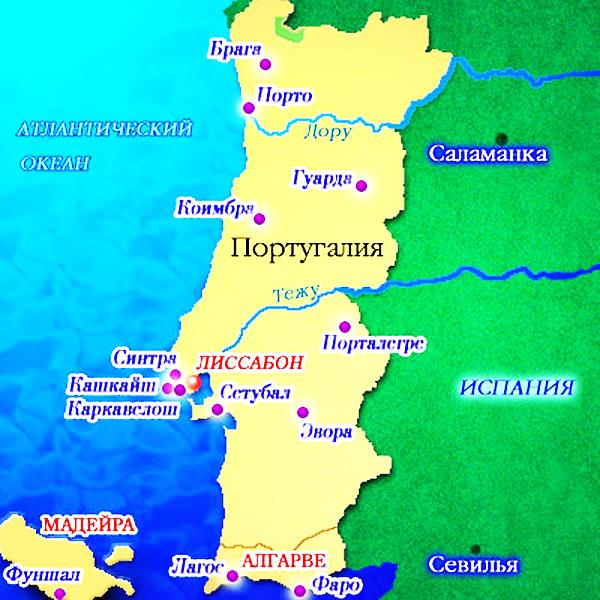 Брага
Порто
АТЛАНТИЧЕСКИЙ
ОКЕАН
Дору
Саламанка
Гуарда
Коимбра
Португалия
Тежу
Порталегре
Синтра
ЛИССАБОН
Кашкайш
Каркавелош
Сетубал
ИСПАНИЯ
Эвора
МАДЕЙРА
Фуншал
Лагос
АЛГАРВЕ
Фаро
Севилья